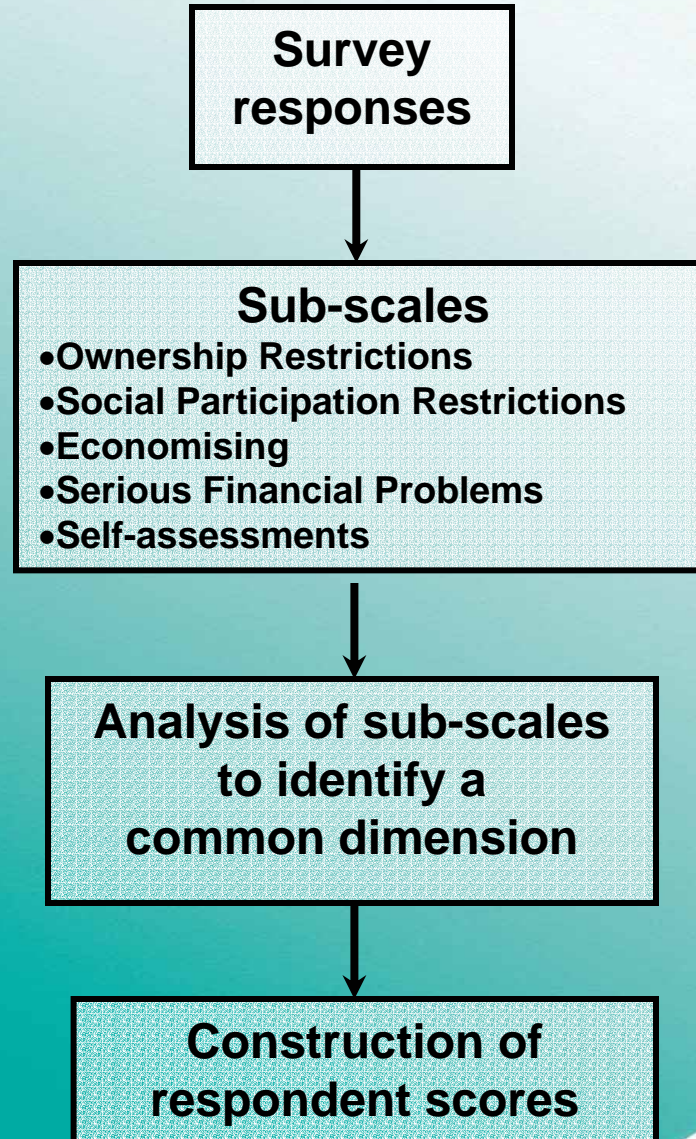 Survey
responses
Sub-scales
•Ownership Restrictions
•Social Participation Restrictions
•Economising
•Serious Financial Problems
•Self-assessments
Analysis of sub-scales
to identify a
common dimension
Construction of
respondent scores